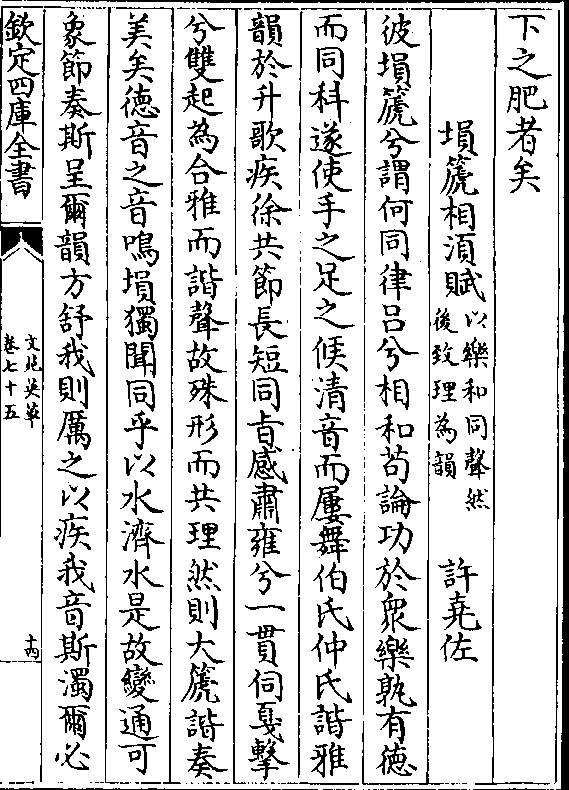 下之肥者矣
塤篪相須賦以樂和同聲然
後致理為韻 許堯佐
彼塤篪兮謂何同律呂兮相和苟論功於衆樂孰有德
而同科遂使手之足之候清音而屢舞伯氏仲氏諧雅
韻於升歌疾徐共節長短同㫖感肅雍兮一貫伺戛擊
兮雙起為合雅而諧聲故殊形而共理然則大篪諧奏
美矣德音之音鳴塤獨聞同乎以水濟水是故變通可
象節奏斯呈爾韻方舒我則厲之以疾我音斯濁爾必
欽定四庫全書
文苑英華
卷七十五
十四